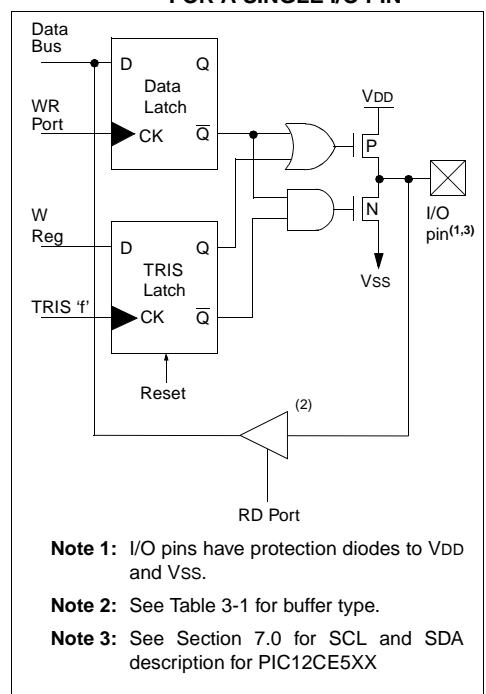 FOR A SINGLE I/O PIN
Data
Bus
D
Q
Data
Latch
WR
Port
CK
Q
VDD
P
N
I/O
pin(1,3)
VSS
W
Reg
D
Q
TRIS
Latch
TRIS 'f'
CK
Q
Reset
(2)
RD Port
Note 1: I/O pins have protection diodes to VDD
and VSS.
Note 2: See Table 3-1 for buffer type.
Note 3: See Section 7.0 for SCL and SDA
description for PIC12CE5XX